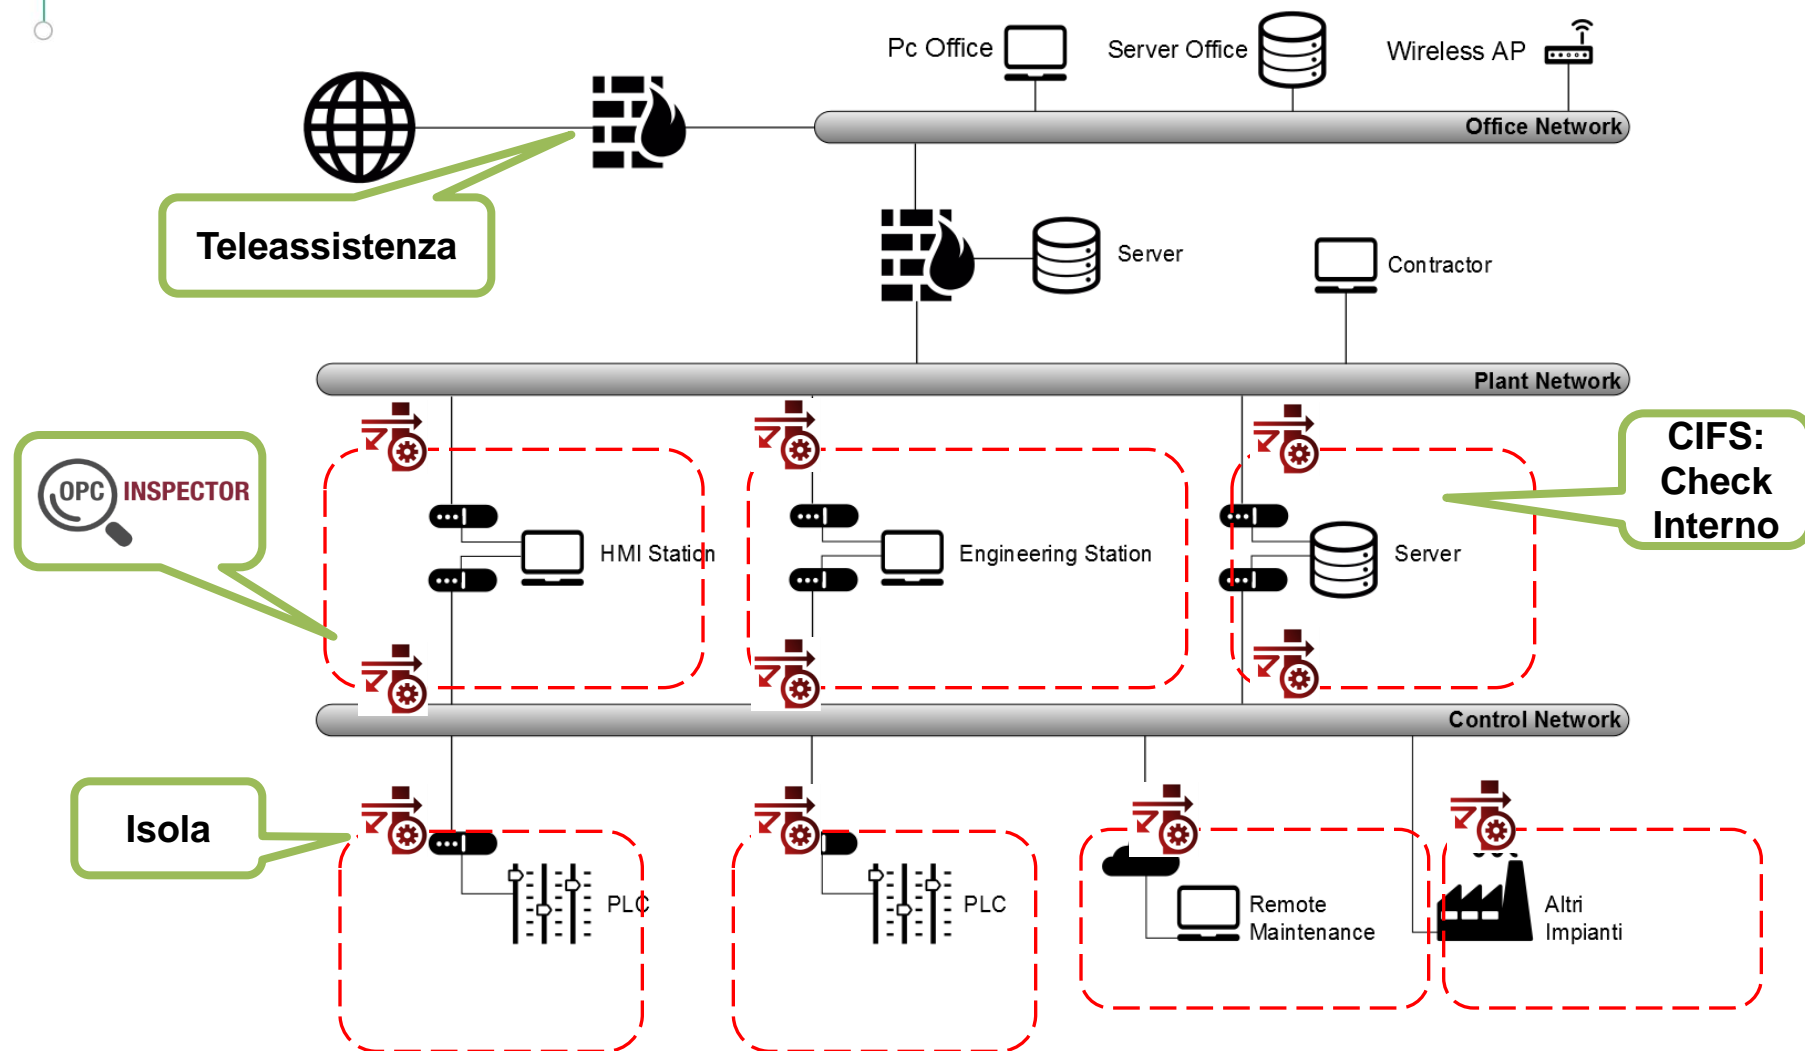 Pc Office
Server Office
Wireless AP
Office Network
Teleassistenza
Server
Contractor
Plant Network
OPC INSPECTOR
HMI Station
Engineering Station
Server
CIFS:
Check
Interno
Control Network
Isola
PLC
PLC
Remote
Maintenance
Altri
Impianti